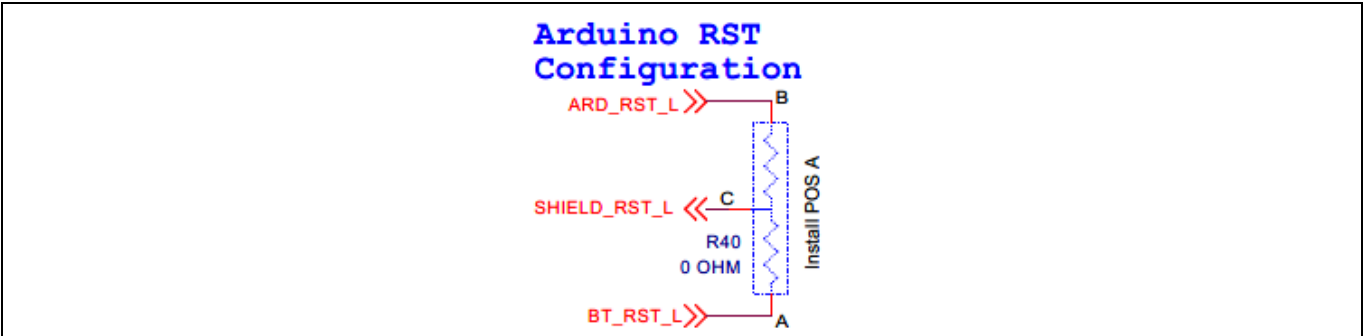 Arduino RST
Configuration
ARD_RST_L
B
SHIELD_RST_L
C
Install POS A
R40
0 OHM
BT_RST_L
A